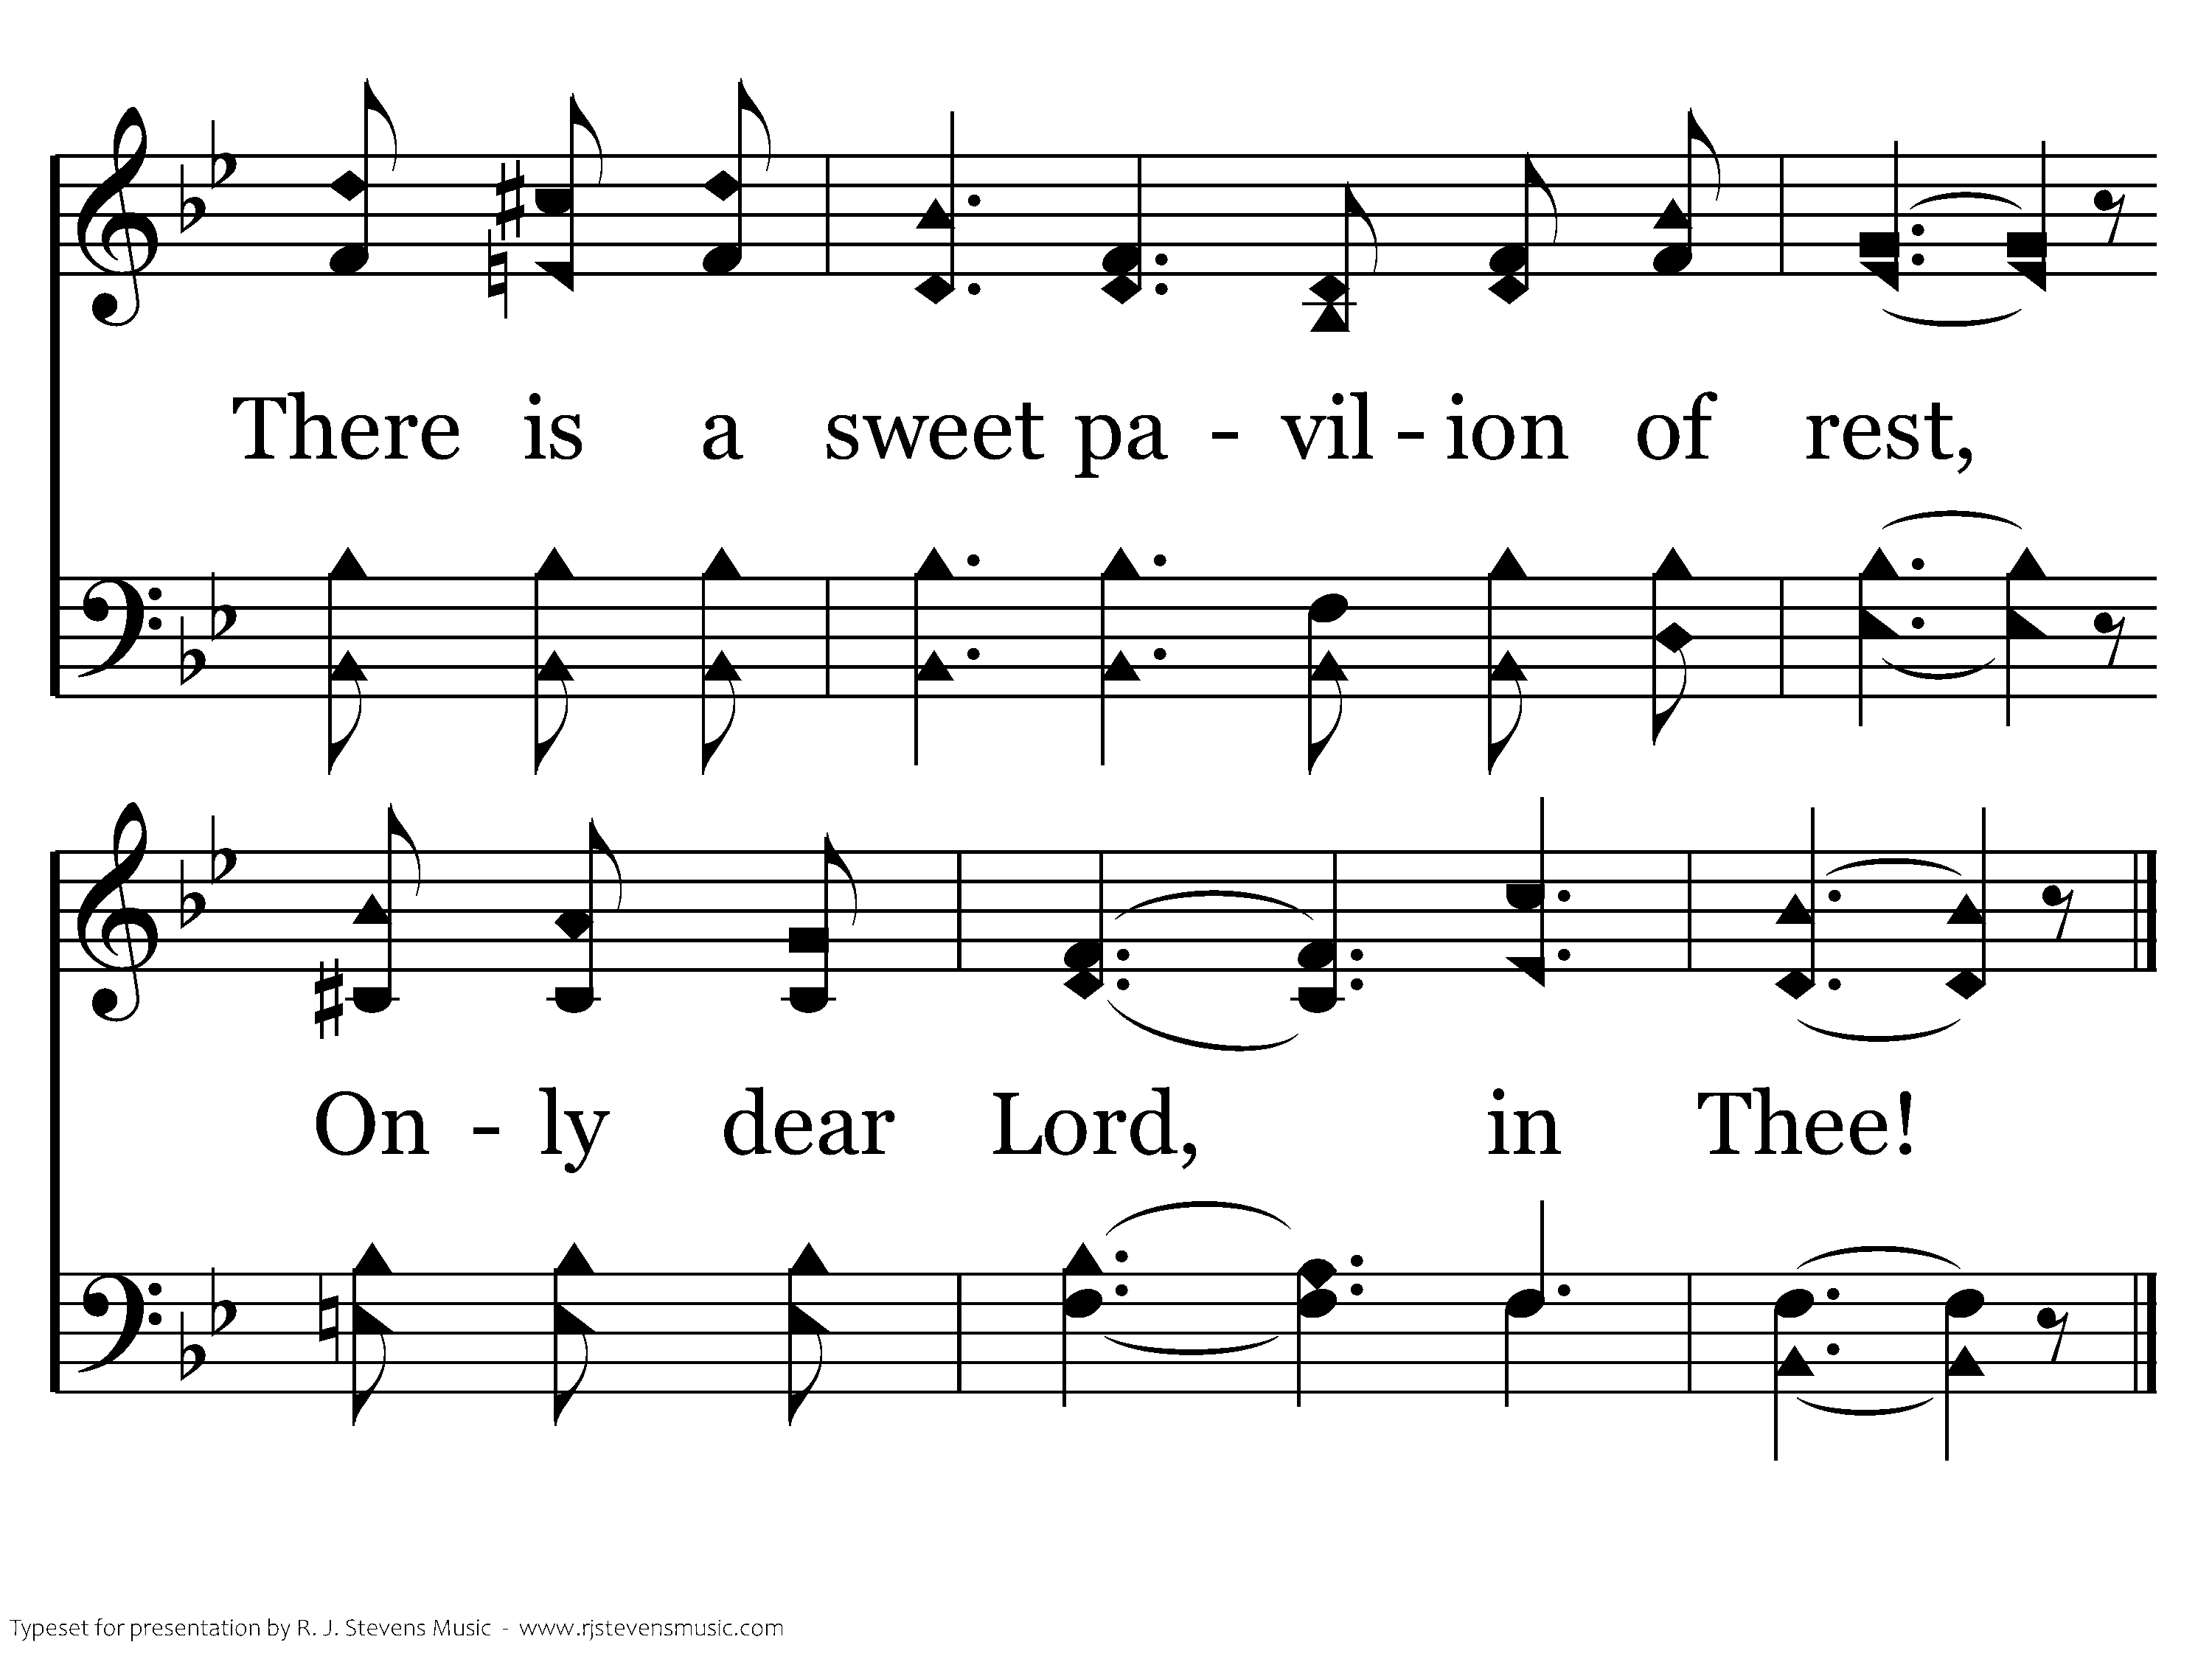 There is a sweet pa - vil - ion of rest,
On - ly dear Lord, in Thee!
Typeset for presentation by R. J. Stevens Music - www.rjstevensmusic.com